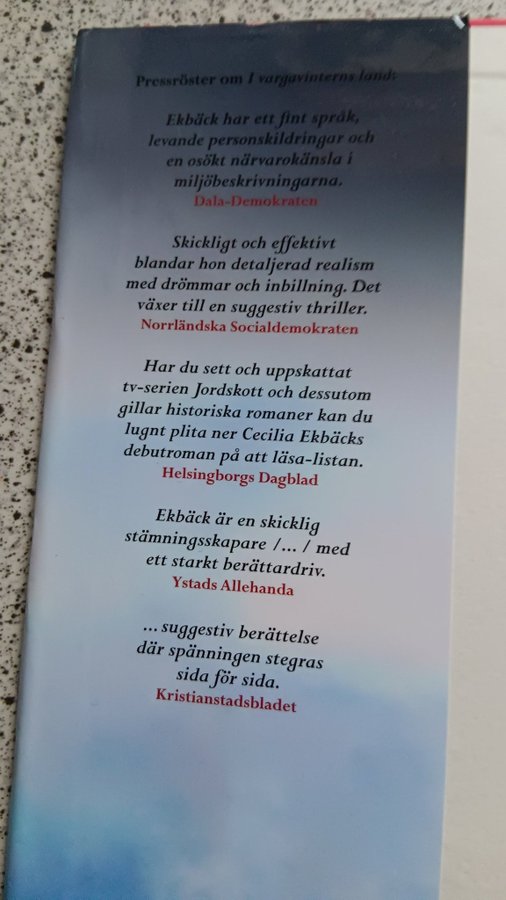 Pressröster om I vargavinterns land:
Ekbäck har ett fint språk,
levande personskildringar och
en osökt närvarokänsla i
miljöbeskrivningarna.
Dala-Demokraten
Skickligt och effektivt
blandar hon detaljerad realism
med drömmar och inbillning. Det
växer till en suggestiv thriller.
Norrländska Socialdemokraten
Har du sett och uppskattat
tv-serien Jordskott och dessutom
gillar historiska romaner kan du
lugnt plita ner Cecilia Ekbäcks
debutroman på att läsa-listan.
Helsingborgs Dagblad
Ekbäck är en skicklig
stämningsskapare /... / med
ett starkt berättardriv.
Ystads Allehanda
...suggestiv berättelse
där spänningen stegras
sida för sida.
Kristianstadsbladet